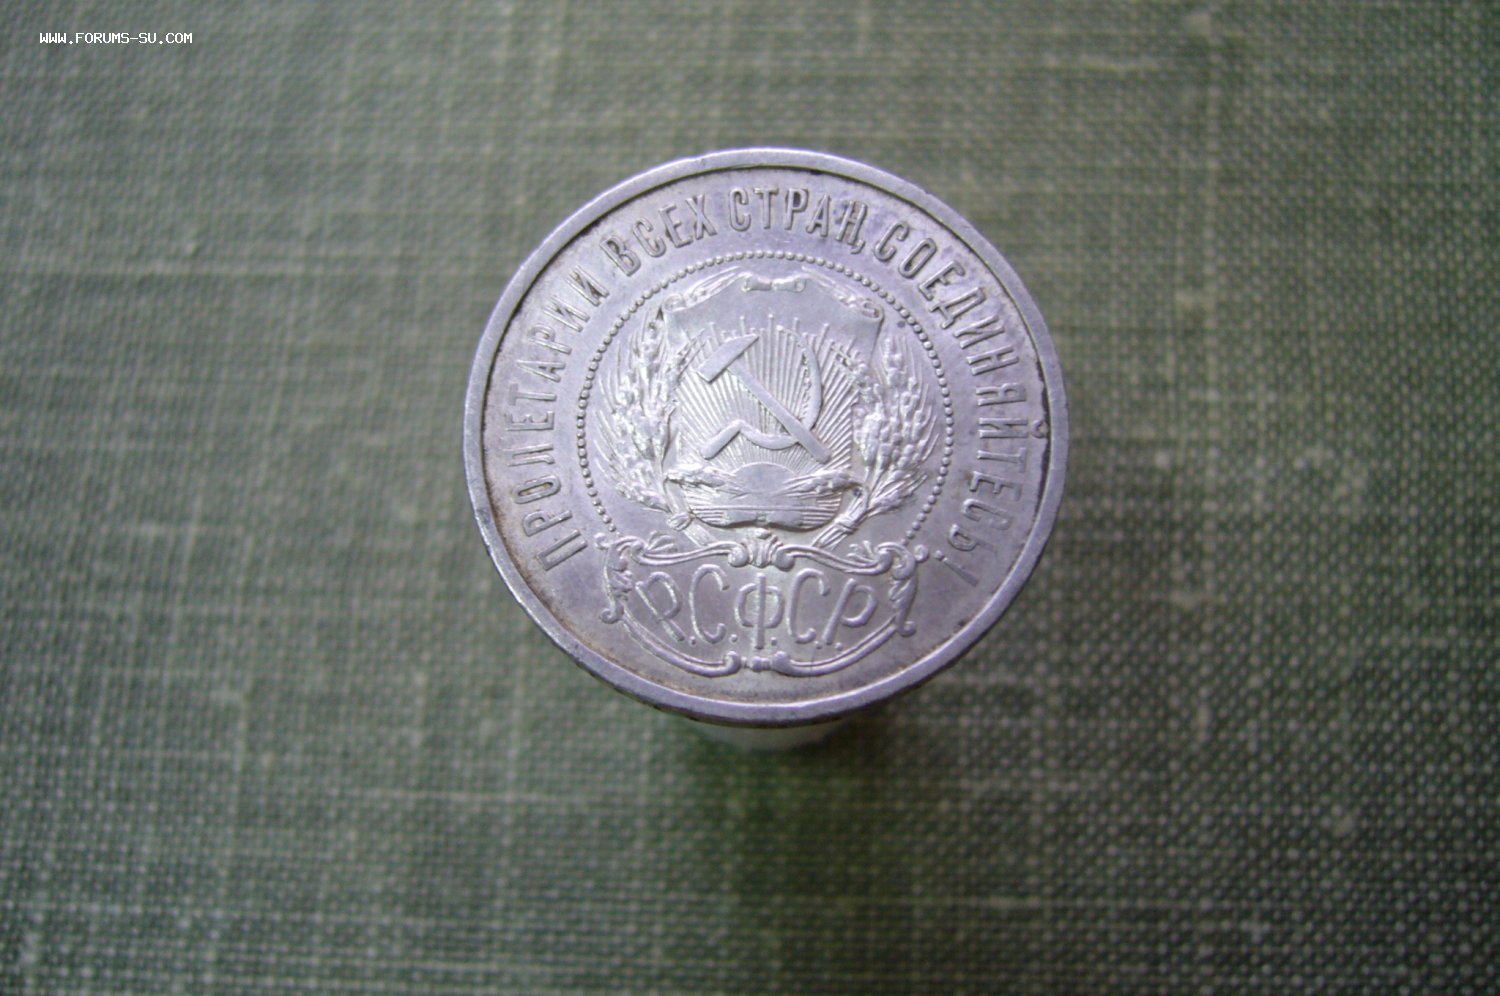 WWW.FORUMS-SU.COM
ПРОЛЕТАРИИ ВСЕХ СТРАН, СОЕДИНЯЙТЕСЬ!
Р.С.Ф.С.Р.